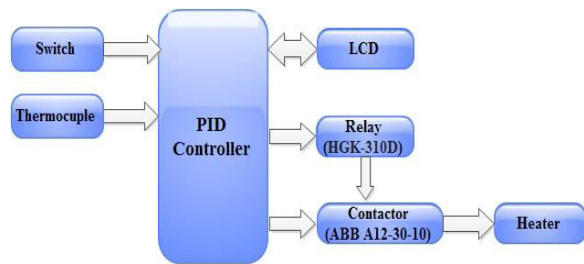 Switch
Thermocuple
PID
Controller
LCD
Relay
(HGK-310D)
Contactor
(ABB A12-30-10)
Heater